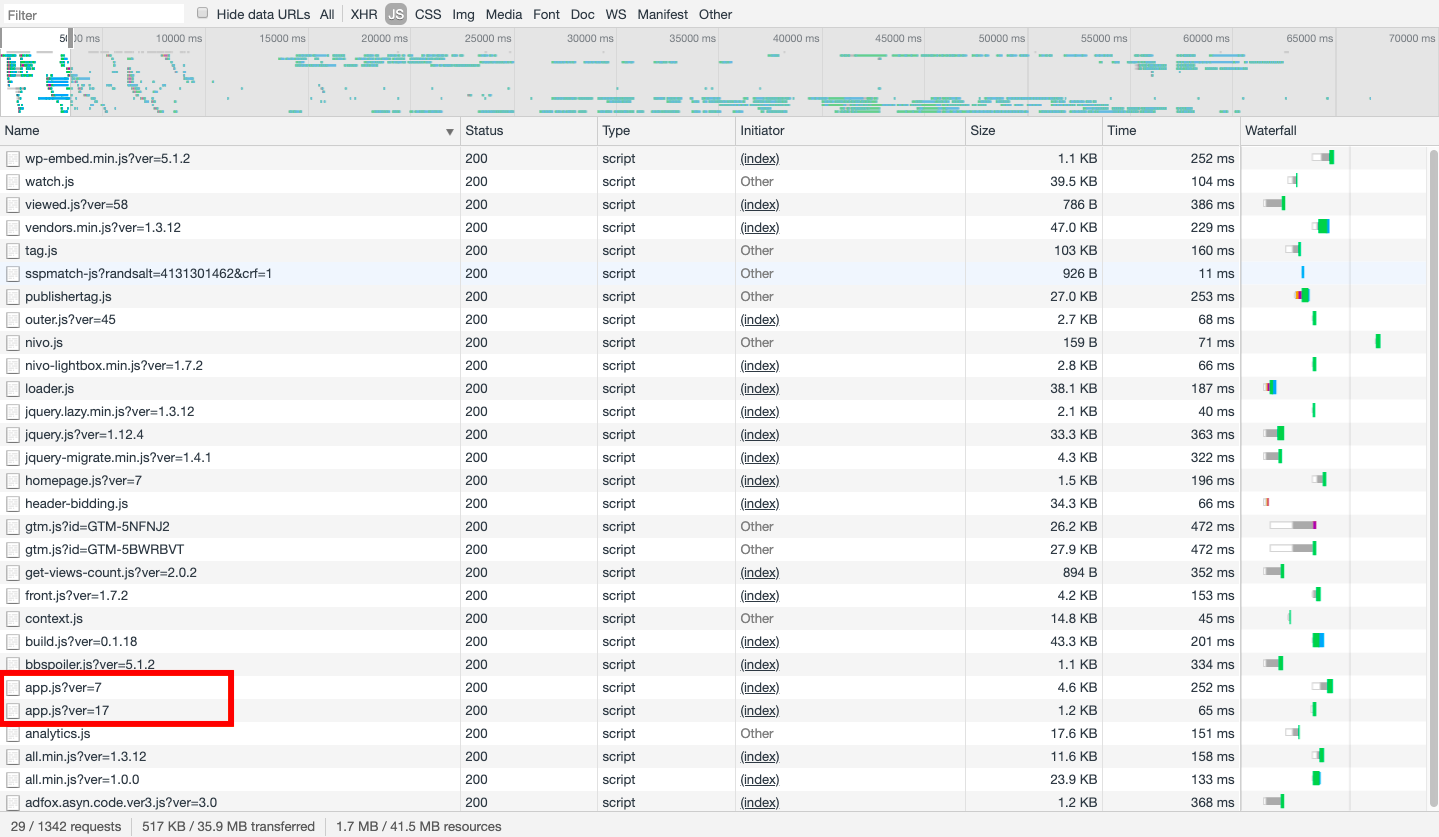 Filter Hide data URLs All XHR JS CSS Img Media Font Doc WS Manifest Other
10000 ms 15000 ms 20000 ms 25000 ms 30000 ms 35000 ms 40000 ms 45000 ms 50000 ms 55000 ms 60000 ms 65000 ms 70000 ms
Name Status Type Initiator Size Time Waterfall
wp-embed.min.js?ver=5.1.2 200 script (index) 1.1 KB 252 ms
watch.js 200 script Other 39.5 KB 104 ms
viewed.js?ver=58 200 script (index) 786 B 386 ms
vendors.min.js?ver=1.3.12 200 script (index) 47.0 KB 229 ms
tag.js 200 script Other 103 KB 160 ms
sspmatch-js?randsalt=4131301462&crf=1 200 script Other 926 B 11 ms
publishertag.js 200 script Other 27.0 KB 253 ms
outer.js?ver=45 200 script (index) 2.7 KB 68 ms
nivo.js 200 script Other 159 B 71 ms
nivo-lightbox.min.js?ver=1.7.2 200 script (index) 2.8 KB 66 ms
loader.js 200 script (index) 38.1 KB 187 ms
jquery.lazy.min.js?ver=1.3.12 200 script (index) 2.1 KB 40 ms
jquery.js?ver=1.12.4 200 script (index) 33.3 KB 363 ms
jquery-migrate.min.js?ver=1.4.1 200 script (index) 4.3 KB 322 ms
homepage.js?ver=7 200 script (index) 1.5 KB 196 ms
header-bidding.js 200 script (index) 34.3 KB 66 ms
gtm.js?id=GTM-5NFNJ2 200 script Other 26.2 KB 472 ms
gtm.js?id=GTM-5BWRBVT 200 script Other 27.9 KB 472 ms
get-views-count.js?ver=2.0.2 200 script (index) 894 B 352 ms
front.js?ver=1.7.2 200 script (index) 4.2 KB 153 ms
context.js 200 script Other 14.8 KB 45 ms
build.js?ver=0.1.18 200 script (index) 43.3 KB 201 ms
bbspoiler.js?ver=5.1.2 200 script (index) 1.1 KB 334 ms
app.js?ver=7 200 script (index) 4.6 KB 252 ms
app.js?ver=17 200 script (index) 1.2 KB 65 ms
analytics.js 200 script Other 17.6 KB 151 ms
all.min.js?ver=1.3.12 200 script (index) 11.6 KB 158 ms
all.min.js?ver=1.0.0 200 script (index) 23.9 KB 133 ms
adfox.asyn.code.ver3.js?ver=3.0 200 script (index) 1.2 KB 368 ms
29 / 1342 requests 517 KB / 35.9 MB transferred 1.7 MB / 41.5 MB resources